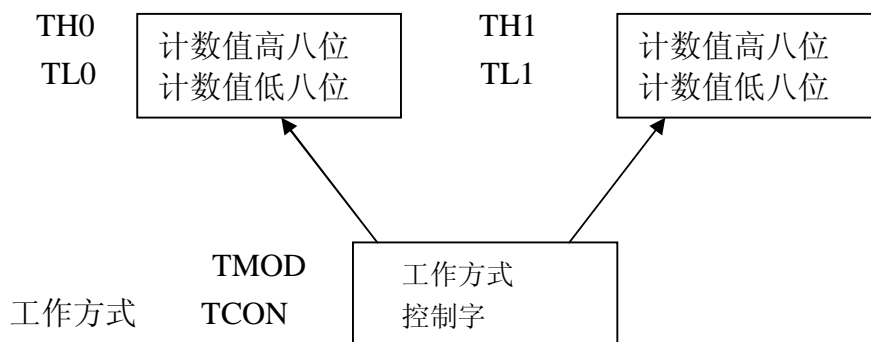 TH0 计数值高八位 TH1 计数值高八位
TL0 计数值低八位 TL1 计数值低八位
TMOD 工作方式
工作方式 TCON 控制字